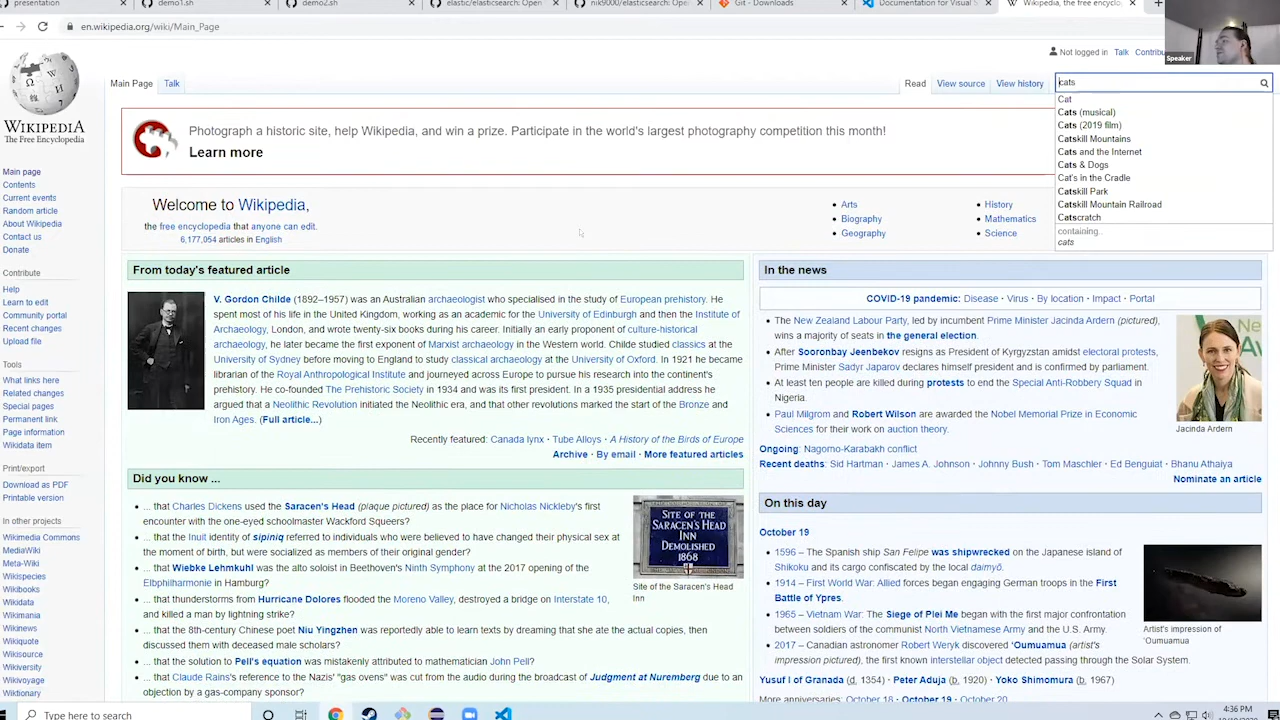 presentation
demo1.sh
demo2.sh
elastic/elasticsearch: Open
nik9000/elasticsearch: Open
Git - Downloads
Documentation for Visual S
Wikipedia, the free encyclo
en.wikipedia.org/wiki/Main_Page
Speaker
Not logged in Talk Contribu
WIKIPEDIA
The Free Encyclopedia
Main Page Talk
Read View source View history
cats
Cat
Cats (musical)
Cats (2019 film)
Catskill Mountains
Cats and the Internet
Cats & Dogs
Cat's in the Cradle
Catskill Park
Catskill Mountain Railroad
Catscratch
containing...
cats
Photograph a historic site, help Wikipedia, and win a prize. Participate in the world's largest photography competition this month!
Learn more
Main page
Contents
Current events
Random article
About Wikipedia
Contact us
Donate
Contribute
Help
Learn to edit
Community portal
Recent changes
Upload file
Tools
What links here
Related changes
Special pages
Permanent link
Page information
Wikidata item
Print/export
Download as PDF
Printable version
In other projects
Wikimedia Commons
MediaWiki
Meta-Wiki
Wikispecies
Wikibooks
Wikidata
Wikimania
Wikinews
Wikiquote
Wikisource
Wikiversity
Wikivoyage
Wiktionary
Welcome to Wikipedia,
the free encyclopedia that anyone can edit.
6,177,054 articles in English
Arts
Biography
Geography
History
Mathematics
Science
From today's featured article
V. Gordon Childe (1892–1957) was an Australian archaeologist who specialised in the study of European prehistory. He
spent most of his life in the United Kingdom, working as an academic for the University of Edinburgh and then the Institute of
Archaeology, London, and wrote twenty-six books during his career. Initially an early proponent of culture-historical
archaeology, he later became the first exponent of Marxist archaeology in the Western world. Childe studied classics at the
University of Sydney before moving to England to study classical archaeology at the University of Oxford. In 1921 he became
librarian of the Royal Anthropological Institute and journeyed across Europe to pursue his research into the continent's
prehistory. He co-founded The Prehistoric Society in 1934 and was its first president. In a 1935 presidential address he
argued that a Neolithic Revolution initiated the Neolithic era, and that other revolutions marked the start of the Bronze and
Iron Ages. (Full article...)
Recently featured: Canada lynx · Tube Alloys · A History of the Birds of Europe
Archive · By email · More featured articles
Did you know ...
... that Charles Dickens used the Saracen's Head (plaque pictured) as the place for Nicholas Nickleby's first
encounter with the one-eyed schoolmaster Wackford Squeers?
... that the Inuit identity of sipiniq referred to individuals who were believed to have changed their physical sex at
the moment of birth, but were socialized as members of their original gender?
... that Wiebke Lehmkuhl was the alto soloist in Beethoven's Ninth Symphony at the 2017 opening of the
Elbphilharmonie in Hamburg?
... that thunderstorms from Hurricane Dolores flooded the Moreno Valley, destroyed a bridge on Interstate 10,
and killed a man by lightning strike?
... that the 8th-century Chinese poet Niu Yingzhen was reportedly able to learn texts by dreaming that she ate the actual copies, then
discussed them with deceased male scholars?
... that the solution to Pell's equation was mistakenly attributed to mathematician John Pell?
... that Claude Rains's reference to the Nazis' "gas ovens" was cut from the audio during the broadcast of Judgment at Nuremberg due to an
objection by a gas-company sponsor?
SITE OF THE
SARACEN'S HEAD
INN
DEMOLISHED
1868
Site of the Saracen's Head
Inn
In the news
COVID-19 pandemic: Disease · Virus · By location · Impact · Portal
The New Zealand Labour Party, led by incumbent Prime Minister Jacinda Ardern (pictured),
wins a majority of seats in the general election.
After Sooronbay Jeenbekov resigns as President of Kyrgyzstan amidst electoral protests,
Prime Minister Sadyr Japarov declares himself president and is confirmed by parliament.
At least ten people are killed during protests to end the Special Anti-Robbery Squad in
Nigeria.
Paul Milgrom and Robert Wilson are awarded the Nobel Memorial Prize in Economic
Sciences for their work on auction theory.
Jacinda Ardern
Ongoing: Nagorno-Karabakh conflict
Recent deaths: Sid Hartman · James A. Johnson · Johnny Bush · Tom Maschler · Ed Benguiat · Bhanu Athaiya
Nominate an article
On this day
October 19
1596 – The Spanish ship San Felipe was shipwrecked on the Japanese island of
Shikoku and its cargo confiscated by the local daimyō.
1914 – First World War: Allied forces began engaging German troops in the First
Battle of Ypres.
1965 – Vietnam War: The Siege of Plei Me began with the first major confrontation
between soldiers of the communist North Vietnamese Army and the U.S. Army.
2017 – Canadian astronomer Robert Weryk discovered ʻOumuamua (artist's
impression pictured), the first known interstellar object detected passing through the Solar System.
Artist's impression of
ʻOumuamua
Yusuf I of Granada (d. 1354) · Peter Aduja (b. 1920) · Yoko Shimomura (b. 1967)
More anniversaries: October 18 · October 19 · October 20
Type here to search
4:36 PM